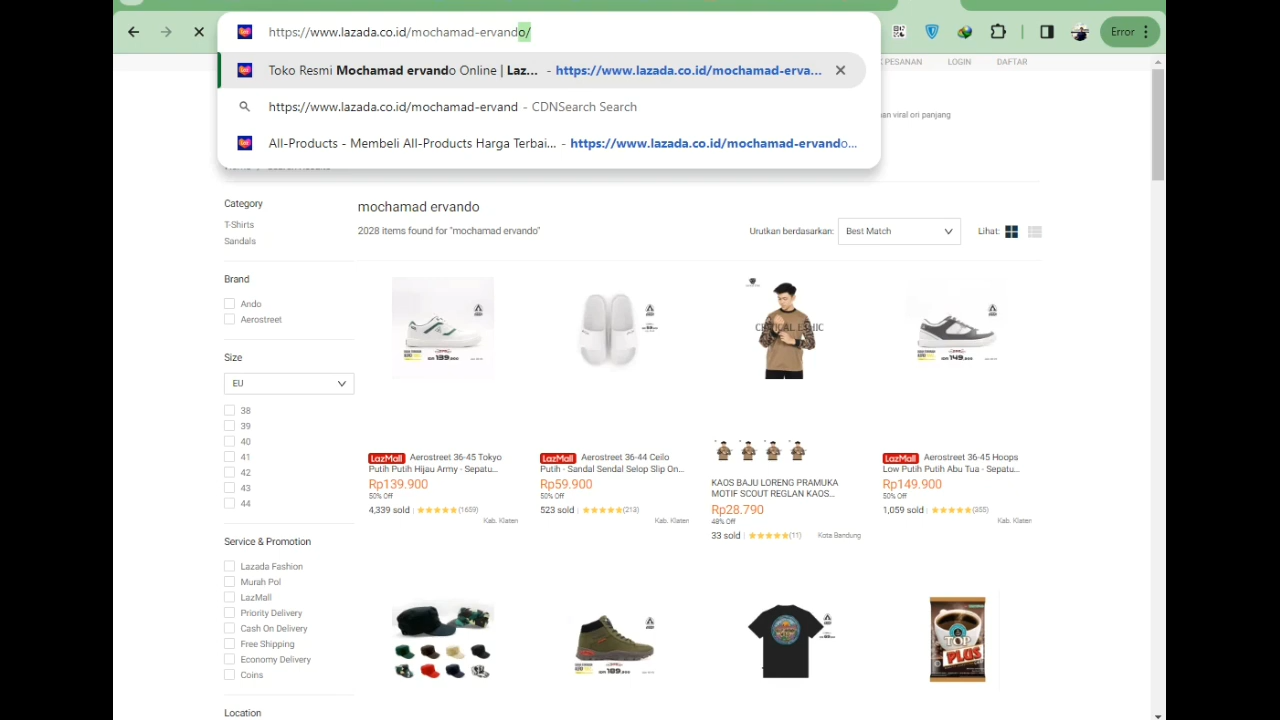 https://www.lazada.co.id/mochamad-ervando/
Error
Toko Resmi Mochamad ervando Online | Laz... - https://www.lazada.co.id/mochamad-erva...
https://www.lazada.co.id/mochamad-ervand - CDNSearch Search
All-Products - Membeli All-Products Harga Terbai... - https://www.lazada.co.id/mochamad-ervando...
PESANAN LOGIN DAFTAR
an viral ori panjang
Category
T-Shirts
Sandals
Brand
Ando
Aerostreet
Size
EU
38
39
40
41
42
43
44
Service & Promotion
Lazada Fashion
Murah Pol
LazMall
Priority Delivery
Cash On Delivery
Free Shipping
Economy Delivery
Coins
Location
mochamad ervando
2028 items found for "mochamad ervando"
Urutkan berdasarkan: Best Match Lihat:
LazMall Aerostreet 36-45 Tokyo
Putih Putih Hijau Army - Sepatu...
Rp139.900
50% Off
4,339 sold (1659)
Kab. Klaten
LazMall Aerostreet 36-44 Ceilo
Putih - Sandal Sendal Selop Slip On...
Rp59.900
50% Off
523 sold (213)
Kab. Klaten
KAOS BAJU LORENG PRAMUKA
MOTIF SCOUT REGLAN KAOS...
Rp28.790
48% Off
33 sold (11) Kota Bandung
LazMall Aerostreet 36-45 Hoops
Low Putih Putih Abu Tua - Sepatu...
Rp149.900
50% Off
1,059 sold (355)
Kab. Klaten
TOP
PLUS